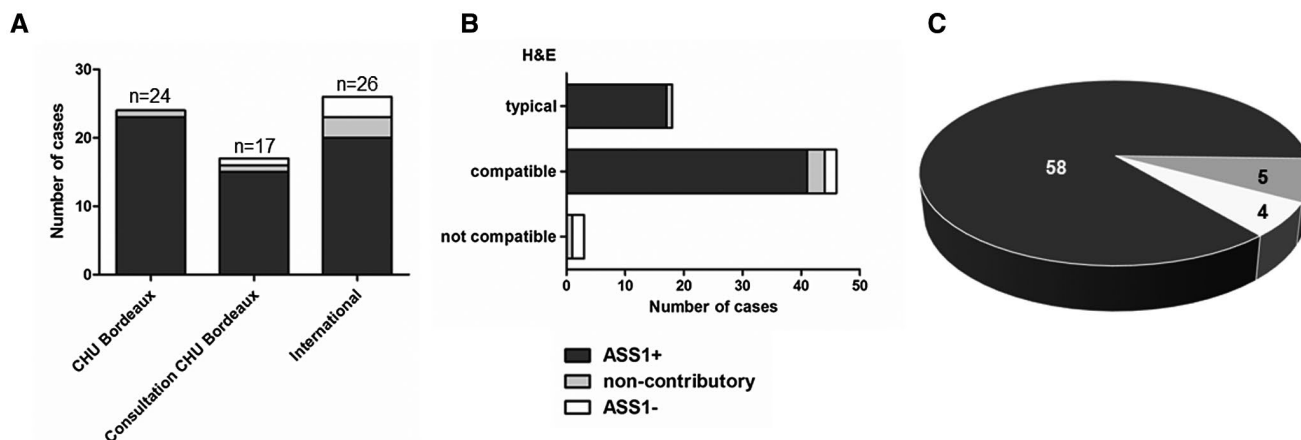 A
Number of cases
30
20
10
0
n=24
n=17
n=26
CHU Bordeaux
Consultation CHU Bordeaux
International
B
H&E
typical
compatible
not compatible
0 10 20 30 40 50
Number of cases
ASS1+
non-contributory
ASS1-
C
58
5
4